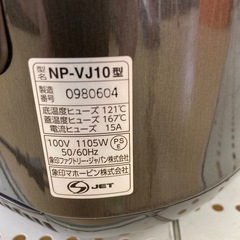 型名 NP-VJ10型
製造番号 0980604
底温度ヒューズ 121℃
蓋温度ヒューズ 167℃
電流ヒューズ 15A
100V 1105W
50/60Hz
PS
E
象印ファクトリー・ジャパン株式会社
象印マホービン株式会社
S JET